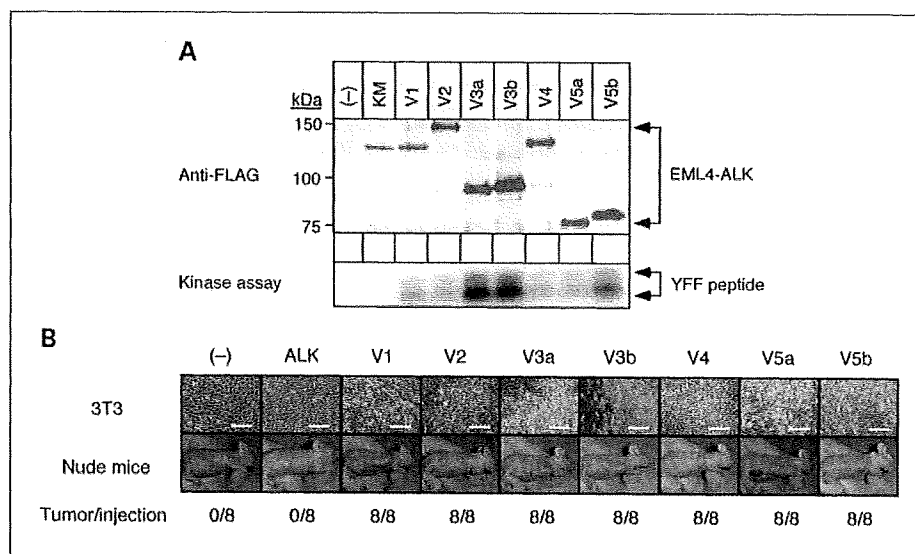 A
kDa
(–) KM V1 V2 V3a V3b V4 V5a V5b
150
Anti-FLAG
100
EML4-ALK
75
Kinase assay
YFF peptide
B
(–) ALK V1 V2 V3a V3b V4 V5a V5b
3T3
Nude mice
Tumor/injection 0/8 0/8 8/8 8/8 8/8 8/8 8/8 8/8 8/8